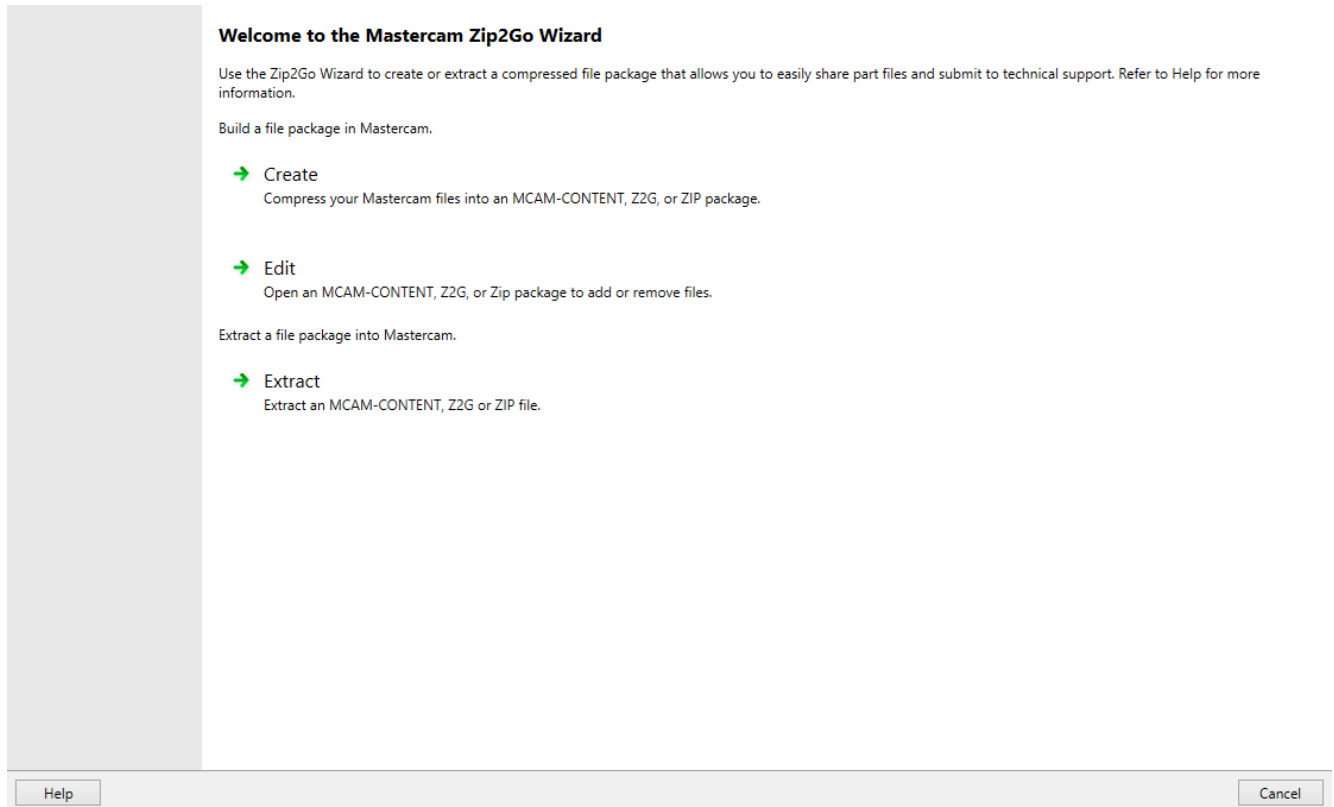 Welcome to the Mastercam Zip2Go Wizard
Use the Zip2Go Wizard to create or extract a compressed file package that allows you to easily share part files and submit to technical support. Refer to Help for more
information.
Build a file package in Mastercam.
Create
Compress your Mastercam files into an MCAM-CONTENT, Z2G, or ZIP package.
Edit
Open an MCAM-CONTENT, Z2G, or Zip package to add or remove files.
Extract a file package into Mastercam.
Extract
Extract an MCAM-CONTENT, Z2G or ZIP file.
Help
Cancel